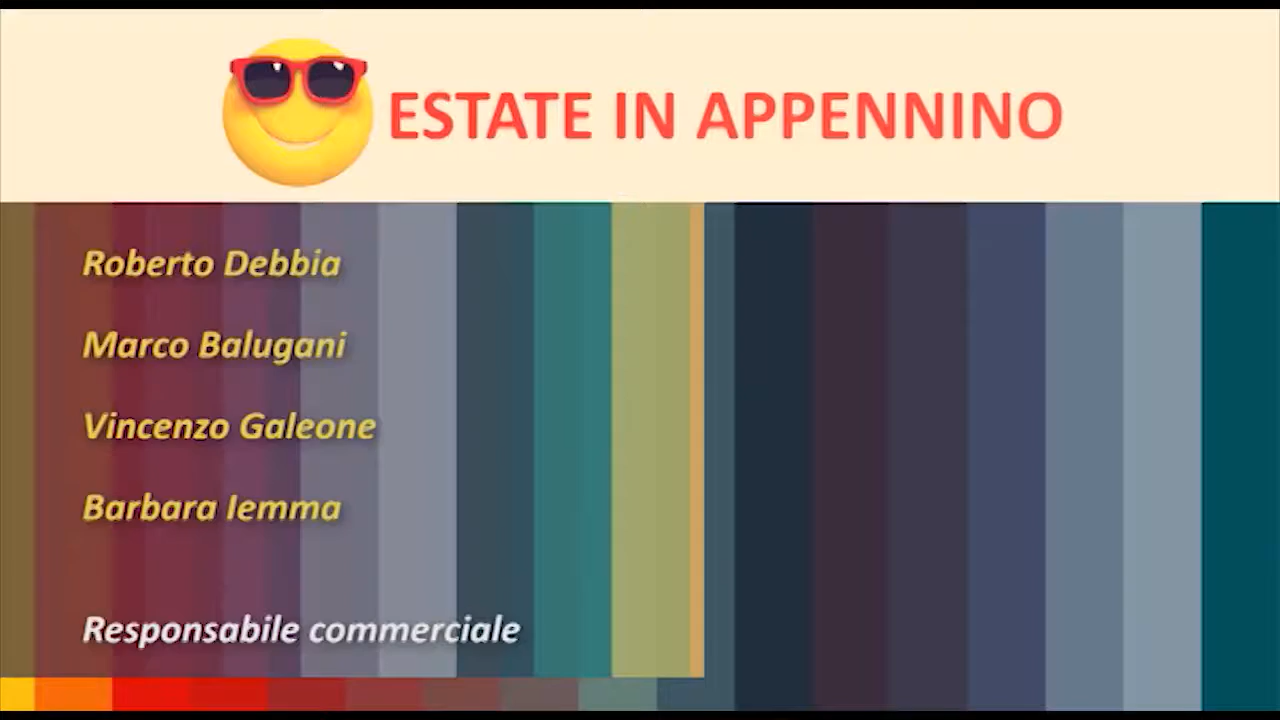 ESTATE IN APPENNINO
Roberto Debbia
Marco Balugani
Vincenzo Galeone
Barbara Iemma
Responsabile commerciale